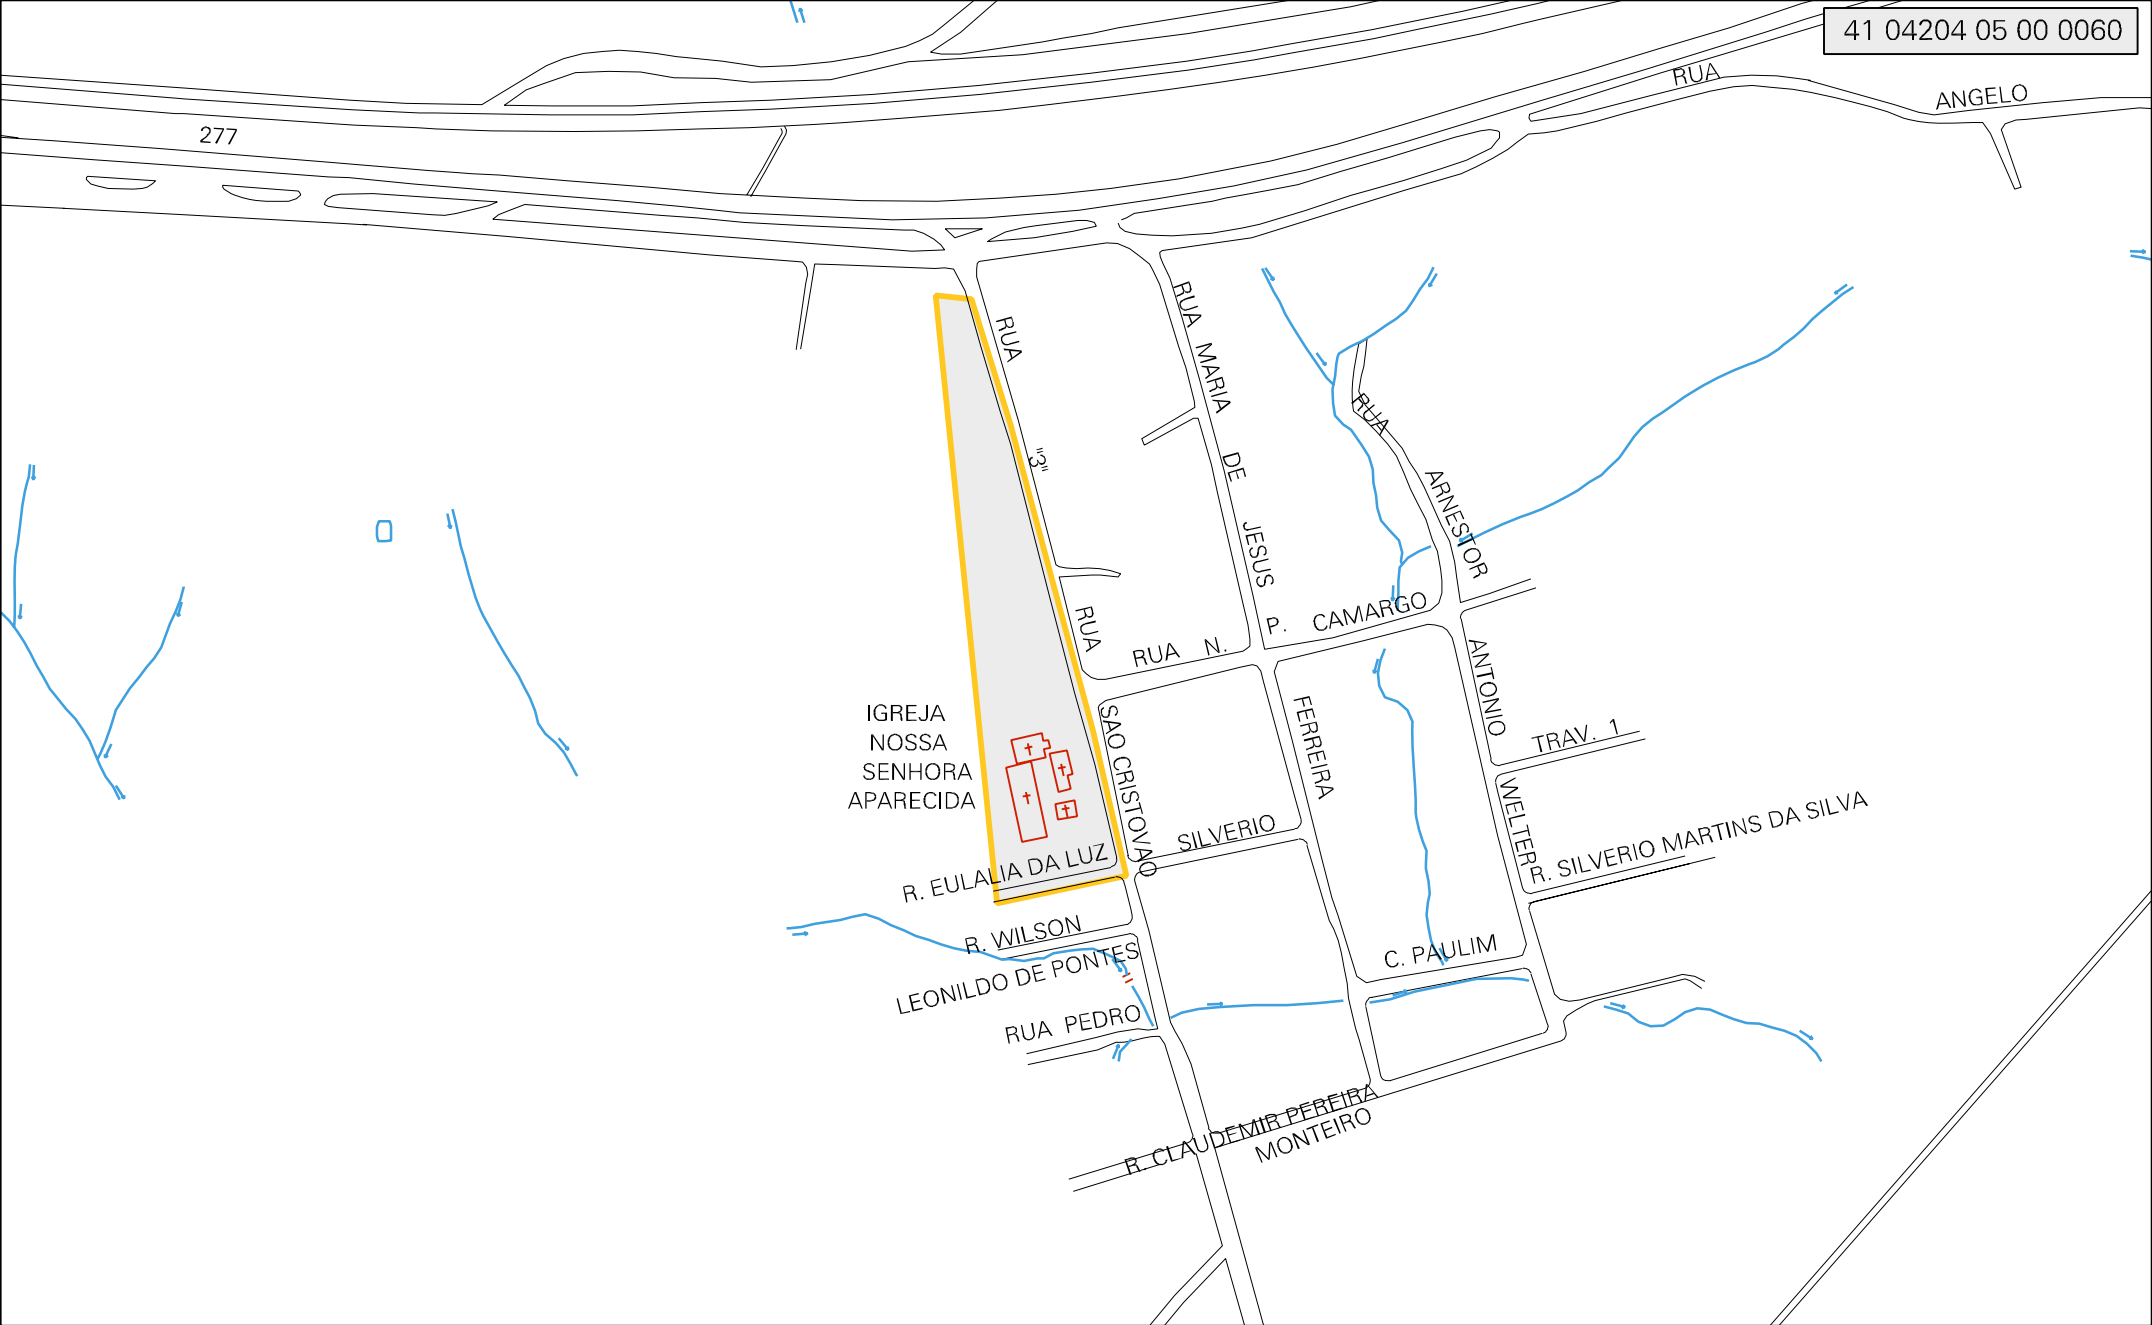 41 04204 05 00 0060
RUA ANGELO
277
RUA "3"
RUA MARIA DE JESUS FERREIRA
RUA ARNESTOR ANTONIO WELTER
RUA N. P. CAMARGO
RUA SAO CRISTOVAO
IGREJA
NOSSA
SENHORA
APARECIDA
TRAV. 1
SILVERIO
R. SILVERIO MARTINS DA SILVA
R. EULALIA DA LUZ
R. WILSON
C. PAULIM
LEONILDO DE PONTES
RUA PEDRO
R. CLAUDEMIR PEREIRA
MONTEIRO